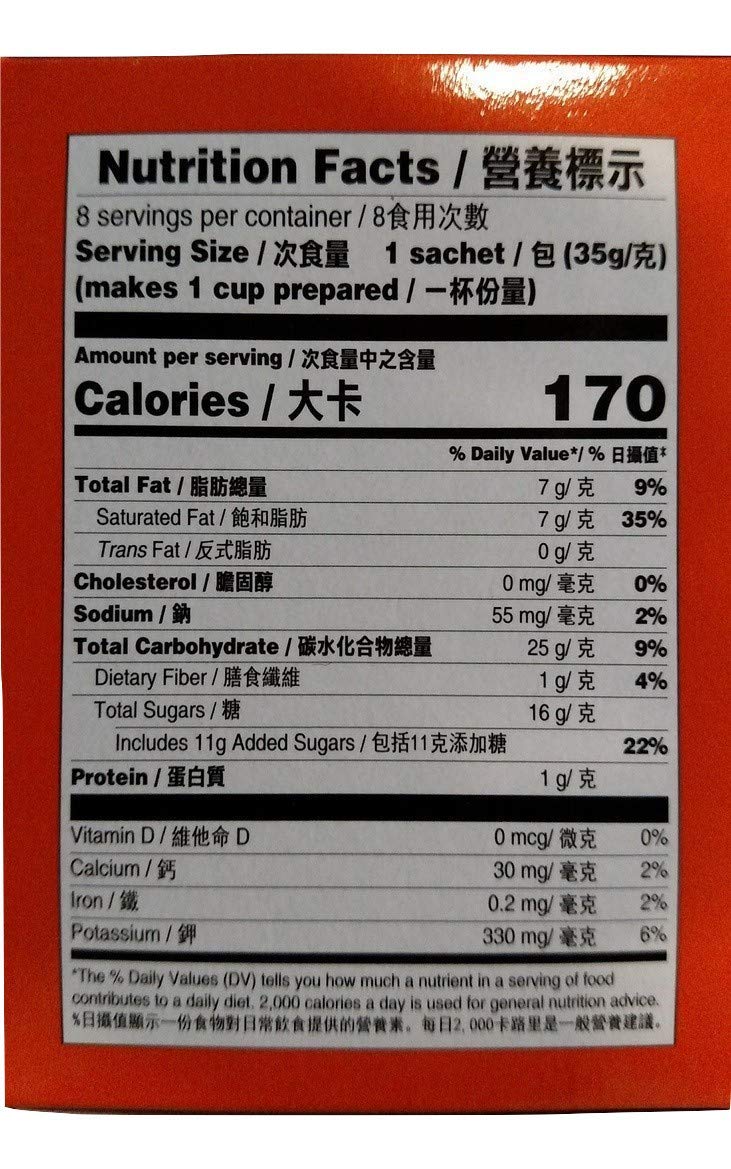 Nutrition Facts / 營養標示
8 servings per container / 8食用次數
Serving Size / 次食量 1 sachet / 包 (35g/克)
(makes 1 cup prepared / 一杯份量)
Amount per serving / 次食量中之含量
Calories / 大卡 170
% Daily Value*/ % 日攝值‡
Total Fat / 脂肪總量 7 g/ 克 9%
Saturated Fat / 飽和脂肪 7 g/ 克 35%
Trans Fat / 反式脂肪 0 g/ 克
Cholesterol / 膽固醇 0 mg/ 毫克 0%
Sodium / 鈉 55 mg/ 毫克 2%
Total Carbohydrate / 碳水化合物總量 25 g/ 克 9%
Dietary Fiber / 膳食纖維 1 g/ 克 4%
Total Sugars / 糖 16 g/ 克
Includes 11g Added Sugars / 包括11克添加糖 22%
Protein / 蛋白質 1 g/ 克
Vitamin D / 維他命 D 0 mcg/ 微克 0%
Calcium / 鈣 30 mg/ 毫克 2%
Iron / 鐵 0.2 mg/ 毫克 2%
Potassium / 鉀 330 mg/ 毫克 6%
*The % Daily Values (DV) tells you how much a nutrient in a serving of food
contributes to a daily diet. 2,000 calories a day is used for general nutrition advice.
%日攝值顯示一份食物對日常飲食提供的營養素。每日2,000卡路里是一般營養建議。